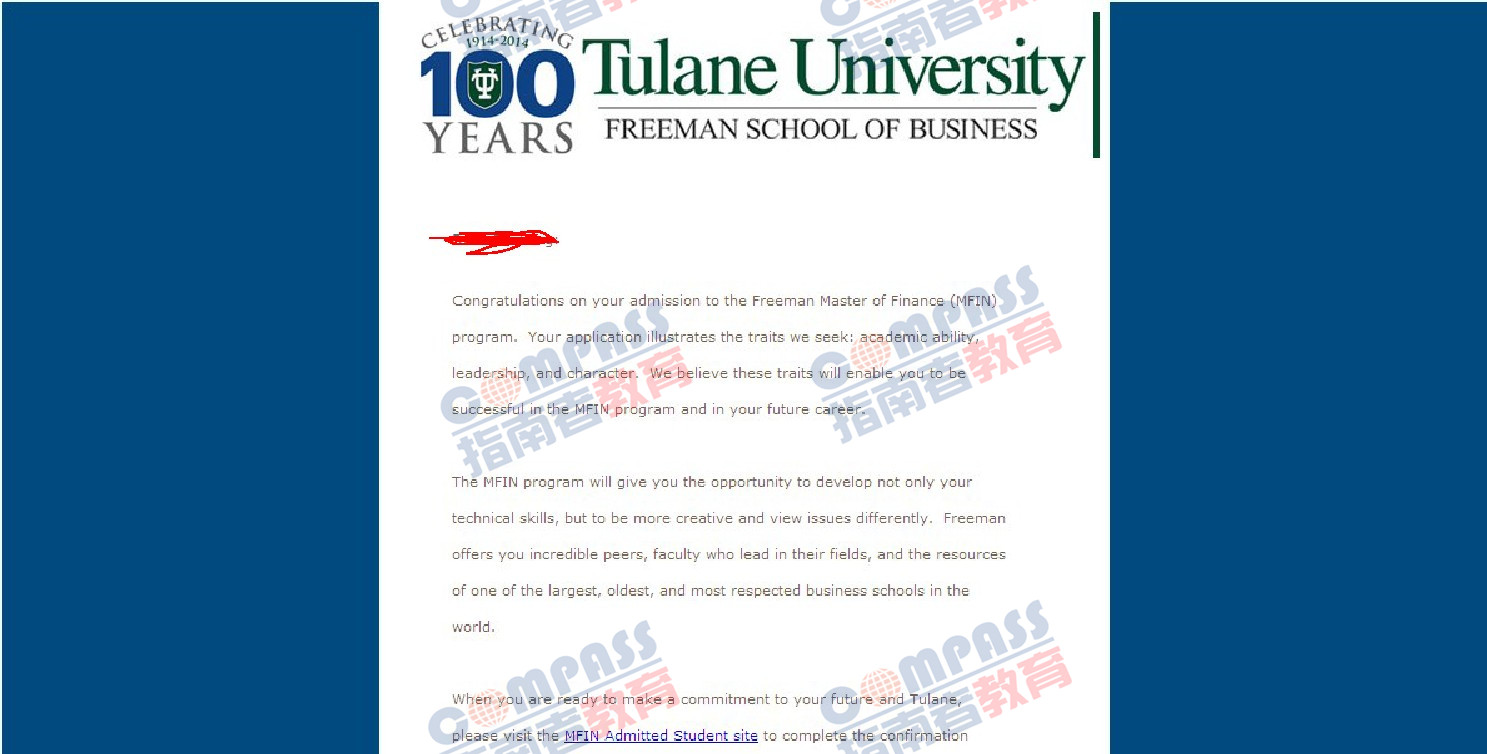 CELEBRATING
1914-2014
100
YEARS
Tulane University
FREEMAN SCHOOL OF BUSINESS
Congratulations on your admission to the Freeman Master of Finance (MFIN)
program.  Your application illustrates the traits we seek: academic ability,
leadership, and character.  We believe these traits will enable you to be
successful in the MFIN program and in your future career.
The MFIN program will give you the opportunity to develop not only your
technical skills, but to be more creative and view issues differently.  Freeman
offers you incredible peers, faculty who lead in their fields, and the resources
of one of the largest, oldest, and most respected business schools in the
world.
When you are ready to make a commitment to your future and Tulane,
please visit the MFIN Admitted Student site to complete the confirmation
COMPASS
指南者教育
COMPASS
指南者教育
COMPASS
指南者教育
COMPASS
指南者教育
指南者教育
指南者教育